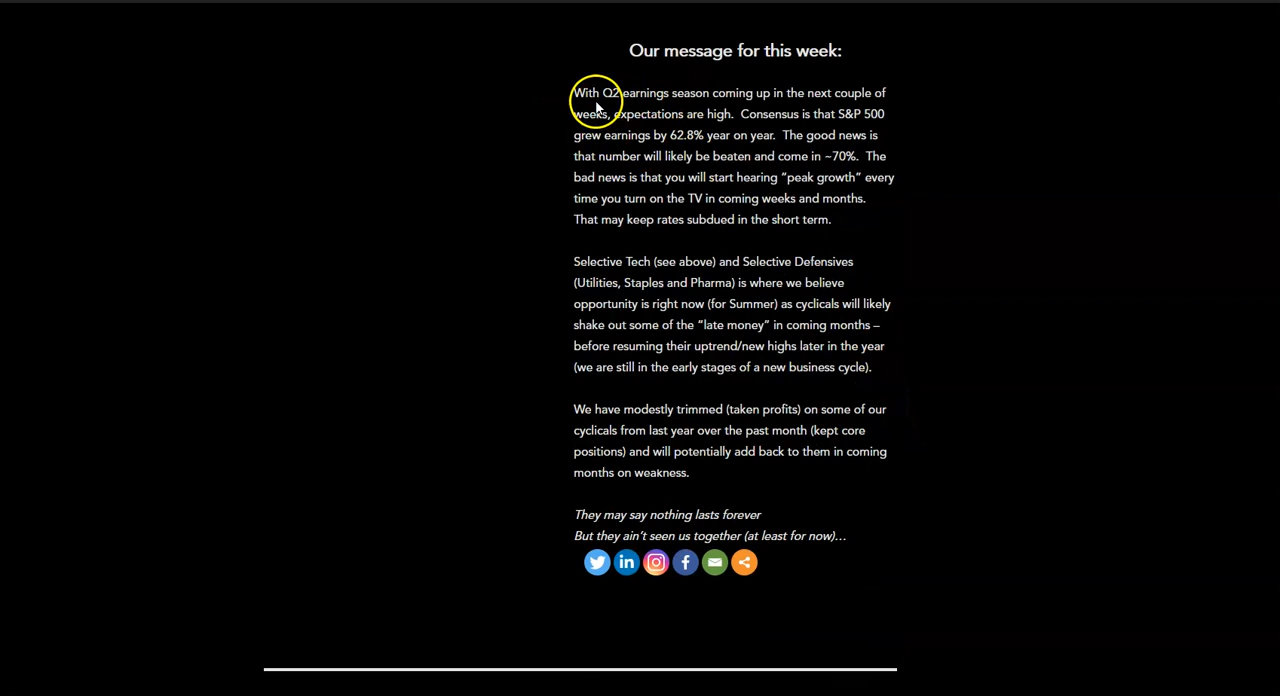 Our message for this week:
With Q2 earnings season coming up in the next couple of
weeks, expectations are high.  Consensus is that S&P 500
grew earnings by 62.8% year on year.  The good news is
that number will likely be beaten and come in ~70%.  The
bad news is that you will start hearing “peak growth” every
time you turn on the TV in coming weeks and months.
That may keep rates subdued in the short term.
Selective Tech (see above) and Selective Defensives
(Utilities, Staples and Pharma) is where we believe
opportunity is right now (for Summer) as cyclicals will likely
shake out some of the “late money” in coming months –
before resuming their uptrend/new highs later in the year
(we are still in the early stages of a new business cycle).
We have modestly trimmed (taken profits) on some of our
cyclicals from last year over the past month (kept core
positions) and will potentially add back to them in coming
months on weakness.
They may say nothing lasts forever
But they ain’t seen us together (at least for now)…